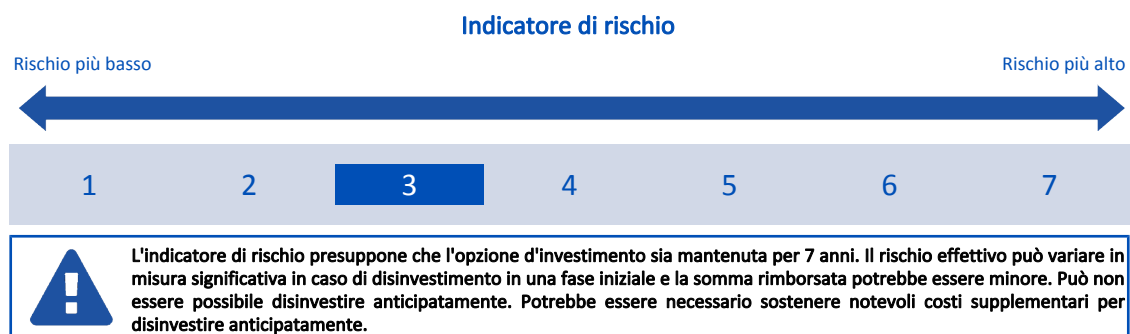 Indicatore di rischio
Rischio più basso
Rischio più alto
1 2 3 4 5 6 7
L'indicatore di rischio presuppone che l'opzione d'investimento sia mantenuta per 7 anni. Il rischio effettivo può variare in
misura significativa in caso di disinvestimento in una fase iniziale e la somma rimborsata potrebbe essere minore. Può non
essere possibile disinvestire anticipatamente. Potrebbe essere necessario sostenere notevoli costi supplementari per
disinvestire anticipatamente.